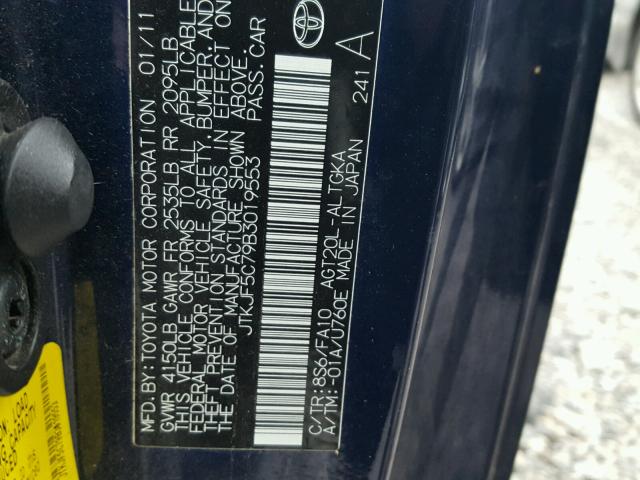 MFD.BY:TOYOTA MOTOR CORPORATION 01/11
GVWR 4150LB GAWR FR 2535LB RR 2095LB
THIS VEHICLE CONFORMS TO ALL APPLICABLE
FEDERAL MOTOR VEHICLE SAFETY, BUMPER, AND
THEFT PREVENTION STANDARDS IN EFFECT ON
THE DATE OF MANUFACTURE SHOWN ABOVE.
JTKJF5C79B3019553 PASS.CAR
C/TR:8S6/FA10 AGT20L-ALTGKA
A/TM:-01A/U760E MADE IN JAPAN
241 A
LOAD
CAPACITY